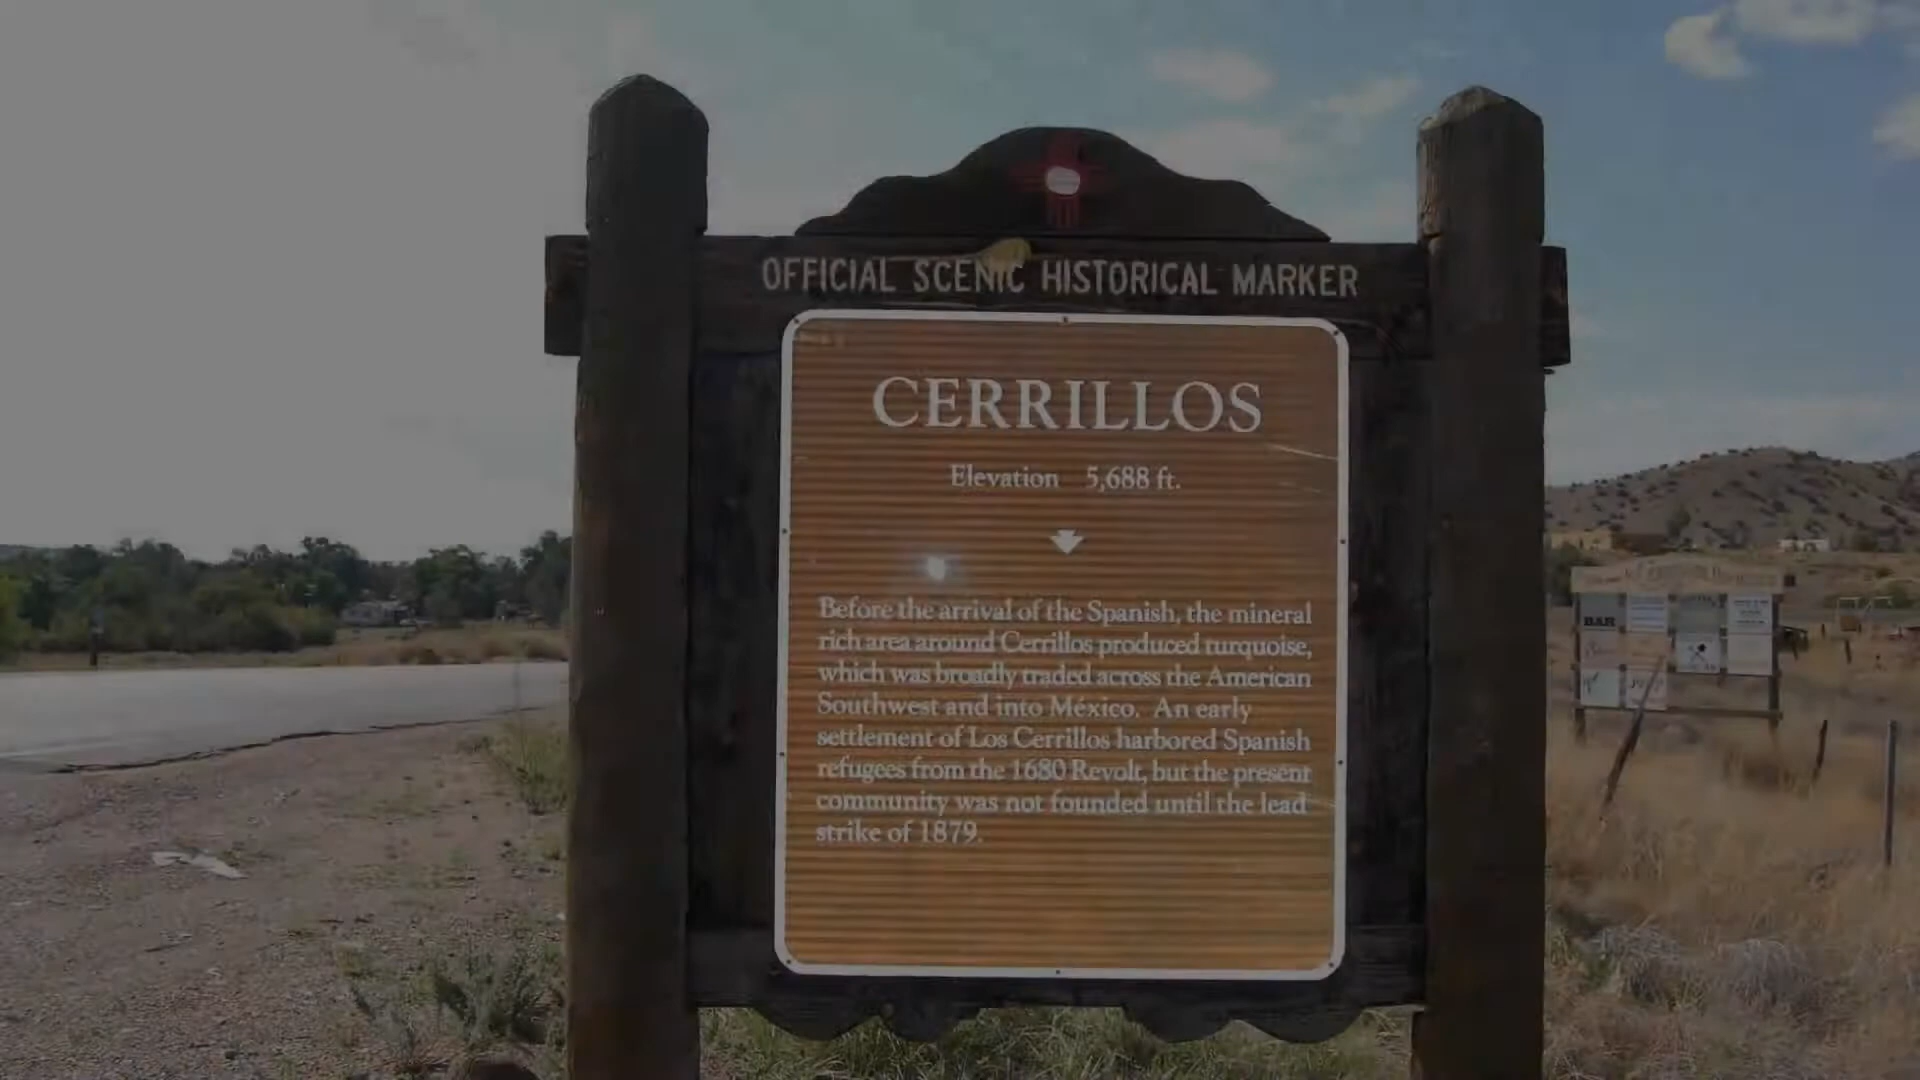 OFFICIAL SCENIC HISTORICAL MARKER
CERRILLOS
Elevation 5,688 ft.
Before the arrival of the Spanish, the mineral
rich area around Cerrillos produced turquoise,
which was broadly traded across the American
Southwest and into México. An early
settlement of Los Cerrillos harbored Spanish
refugees from the 1680 Revolt, but the present
community was not founded until the lead
strike of 1879.
BAR